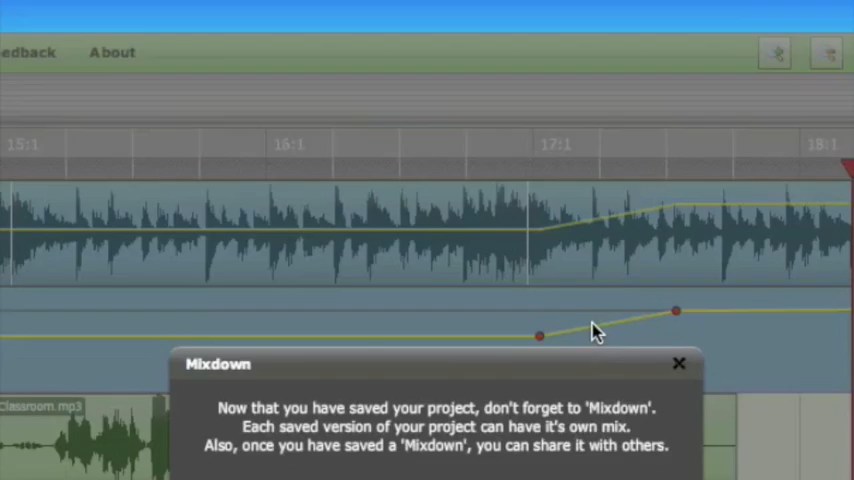 edback About
15:1 16:1 17:1 18:1
Mixdown
Classroom.mp3
Now that you have saved your project, don't forget to 'Mixdown'.
Each saved version of your project can have it's own mix.
Also, once you have saved a 'Mixdown', you can share it with others.